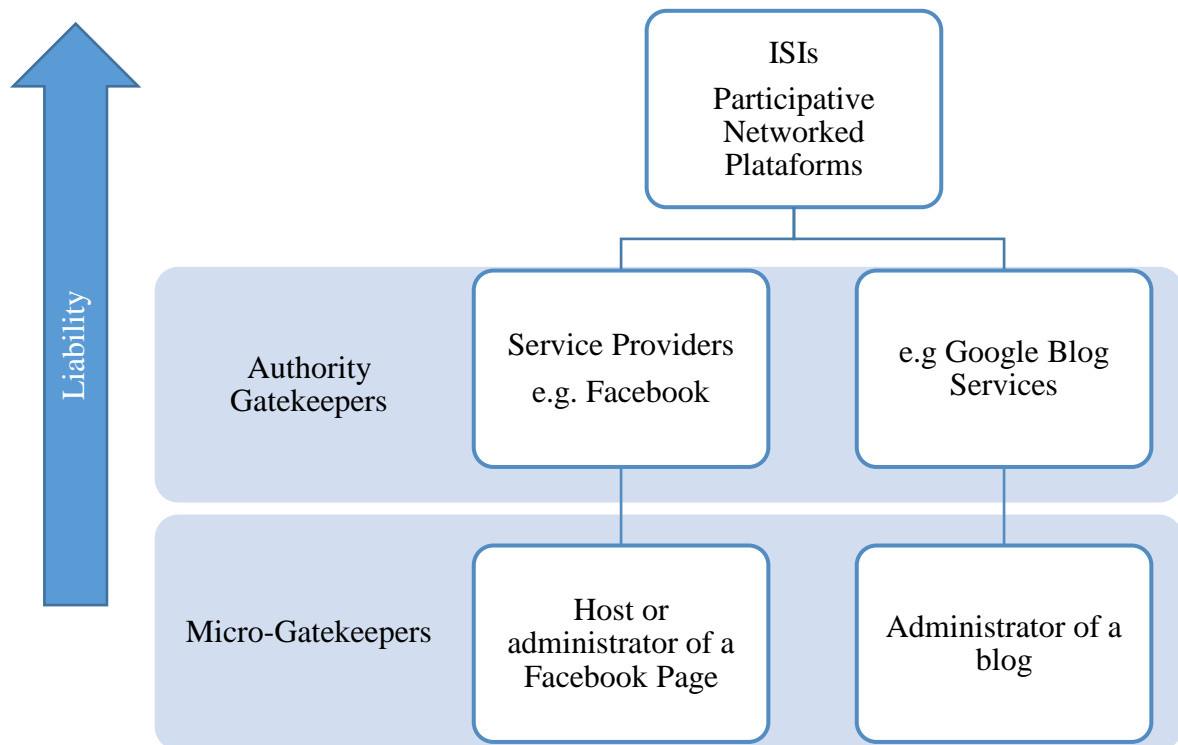 ISIs
Participative
Networked
Plataforms
Liability
Authority
Gatekeepers
Service Providers
e.g. Facebook
e.g Google Blog
Services
Micro-Gatekeepers
Host or
administrator of a
Facebook Page
Administrator of a
blog